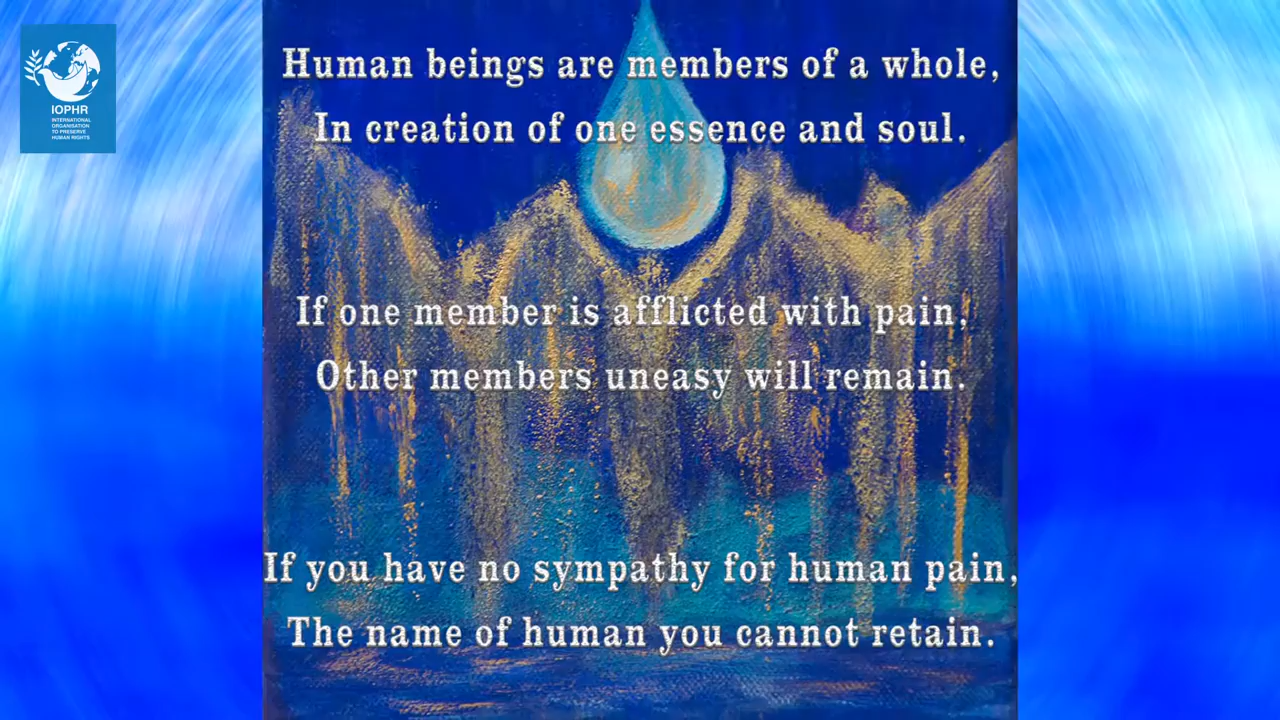 IOPHR
INTERNATIONAL
ORGANISATION
TO PRESERVE
HUMAN RIGHTS
Human beings are members of a whole,
In creation of one essence and soul.
If one member is afflicted with pain,
Other members uneasy will remain.
If you have no sympathy for human pain,
The name of human you cannot retain.